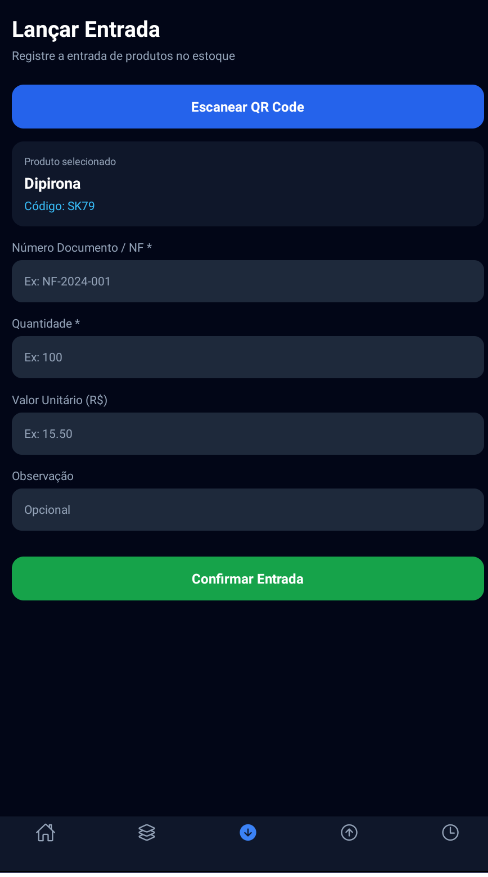 Lançar Entrada
Registre a entrada de produtos no estoque
Escanear QR Code
Produto selecionado
Dipirona
Código: SK79
Número Documento / NF *
Ex: NF-2024-001
Quantidade *
Ex: 100
Valor Unitário (R$)
Ex: 15.50
Observação
Opcional
Confirmar Entrada